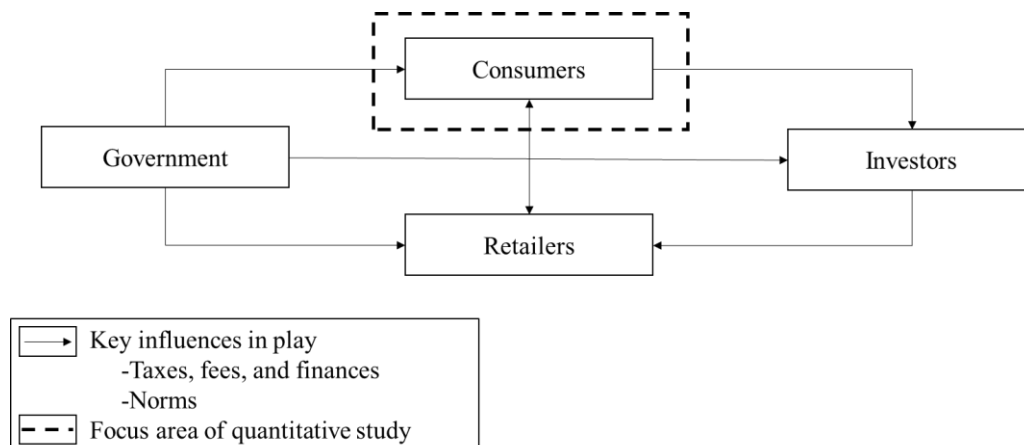 Consumers
Government
Investors
Retailers
Key influences in play
-Taxes, fees, and finances
-Norms
Focus area of quantitative study